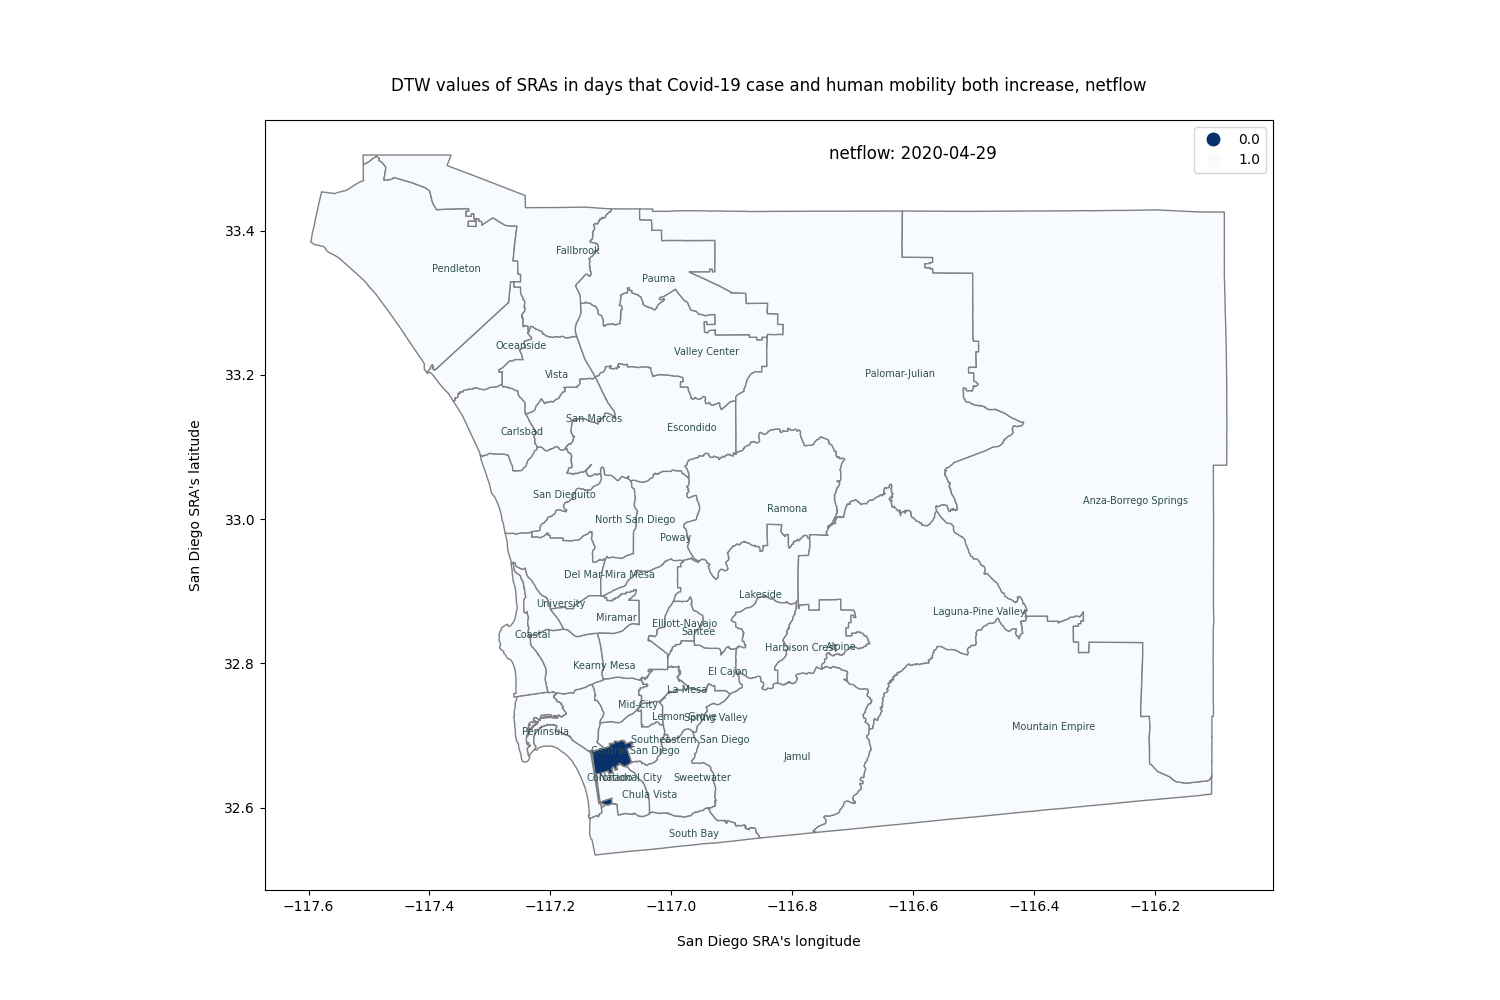 DTW values of SRAs in days that Covid-19 case and human mobility both increase, netflow
netflow: 2020-04-29
0.0
1.0
33.4
33.2
33.0
32.8
32.6
San Diego SRA's latitude
Fallbrook
Pendleton
Pauma
Oceanside
Valley Center
Vista
Palomar-Julian
San Marcos
Carlsbad
Escondido
San Dieguito
Anza-Borrego Springs
Ramona
North San Diego
Poway
Del Mar-Mira Mesa
Lakeside
University
Miramar
Laguna-Pine Valley
Elliott-Navajo
Santee
Coastal
Harbison Crest
Alpine
Kearny Mesa
El Cajon
La Mesa
Mid-City
Lemon Grove
Spring Valley
Mountain Empire
Peninsula
Southeastern San Diego
Central San Diego
Jamul
Coronado
National City
Sweetwater
Chula Vista
South Bay
−117.6
−117.4
−117.2
−117.0
−116.8
−116.6
−116.4
−116.2
San Diego SRA's longitude